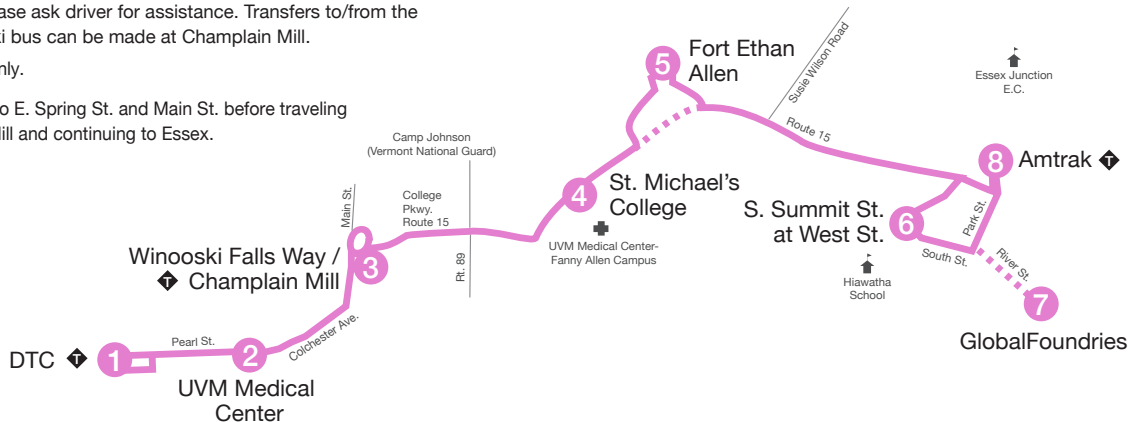 ase ask driver for assistance. Transfers to/from the
ki bus can be made at Champlain Mill.
nly.
o E. Spring St. and Main St. before traveling
ill and continuing to Essex.
5
Fort Ethan
Allen
Susie Wilson Road
Essex Junction
E.C.
Route 15
Camp Johnson
(Vermont National Guard)
8
Amtrak T
4
St. Michael's
College
Main St.
College
Pkwy.
Route 15
S. Summit St.
at West St.
6
Park St.
UVM Medical Center-
Fanny Allen Campus
Winooski Falls Way /
T Champlain Mill
3
Rt. 89
South St.
River St.
Hiawatha
School
7
GlobalFoundries
Colchester Ave.
Pearl St.
DTC T
1
2
UVM Medical
Center